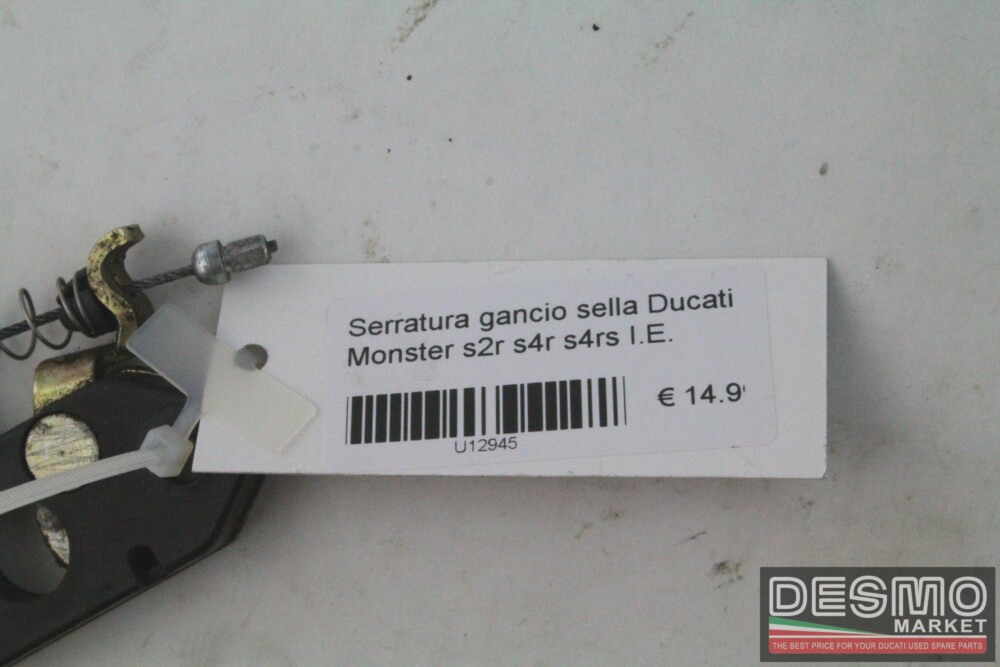 Serratura gancio sella Ducati
Monster s2r s4r s4rs I.E.
€ 14.9
U12945
DESMO
MARKET
THE BEST PRICE FOR YOUR DUCATI USED SPARE PARTS